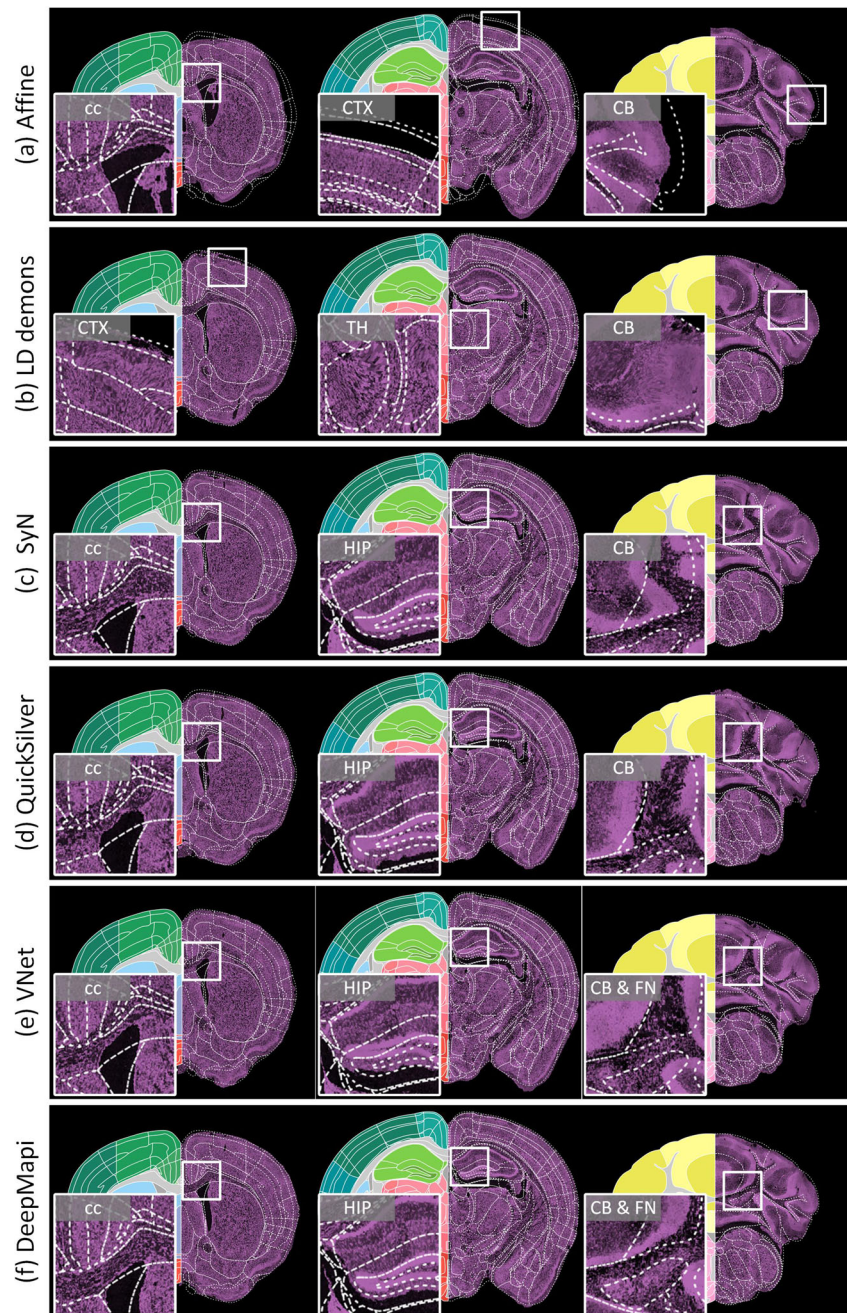 (a) Affine
cc
CTX
CB
(b) LD demons
CTX
TH
CB
(c) SyN
cc
HIP
CB
(d) QuickSilver
cc
HIP
CB
(e) VNet
cc
HIP
CB & FN
(f) DeepMapi
cc
HIP
CB & FN